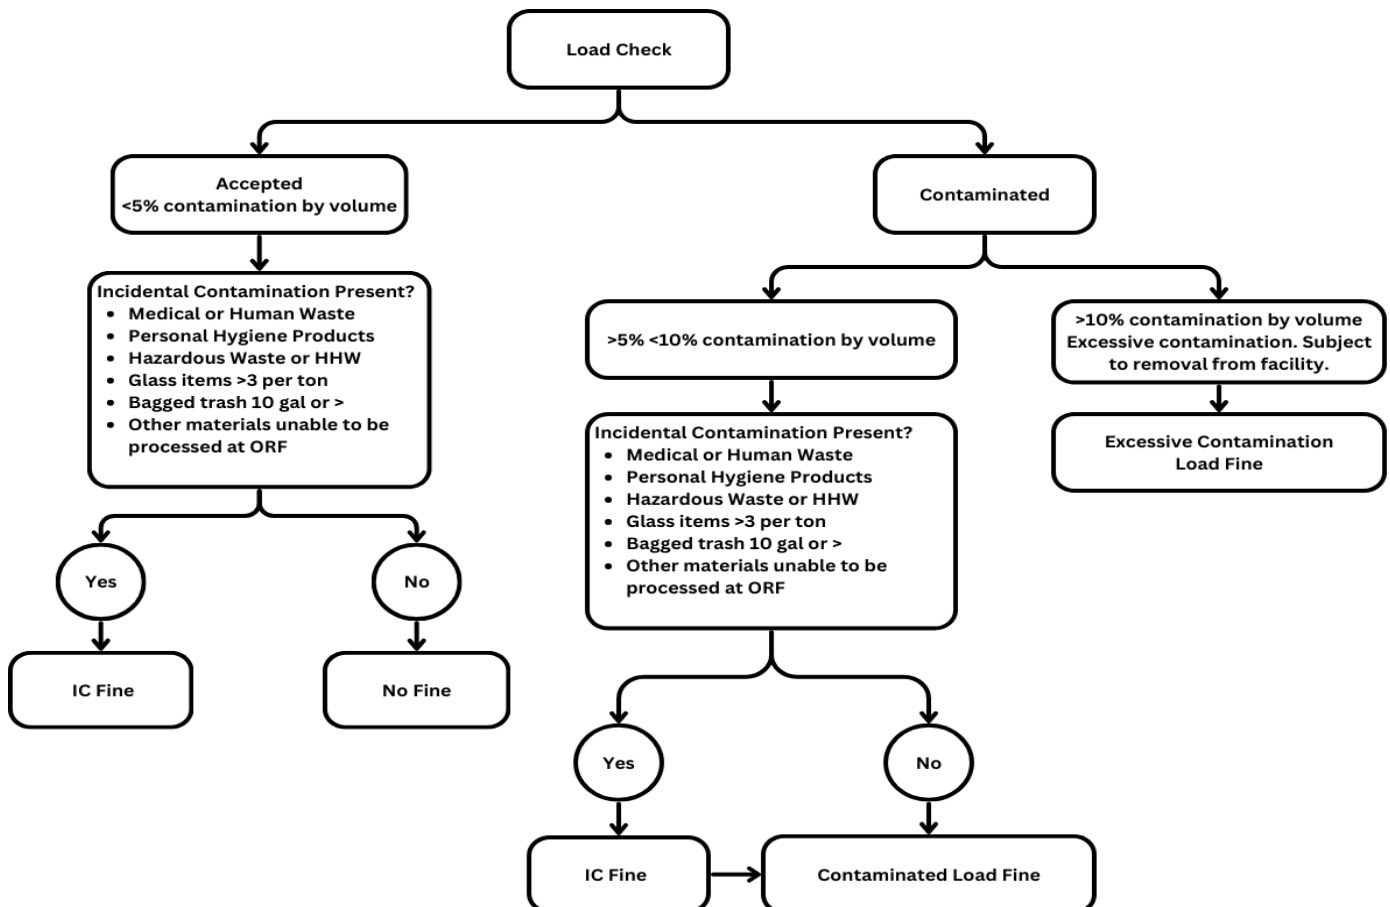 Load Check
Accepted
<5% contamination by volume
Contaminated
Incidental Contamination Present?
• Medical or Human Waste
• Personal Hygiene Products
• Hazardous Waste or HHW
• Glass items >3 per ton
• Bagged trash 10 gal or >
• Other materials unable to be
processed at ORF
>5% <10% contamination by volume
>10% contamination by volume
Excessive contamination. Subject
to removal from facility.
Incidental Contamination Present?
• Medical or Human Waste
• Personal Hygiene Products
• Hazardous Waste or HHW
• Glass items >3 per ton
• Bagged trash 10 gal or >
• Other materials unable to be
processed at ORF
Excessive Contamination
Load Fine
Yes
No
IC Fine
No Fine
Yes
No
IC Fine
Contaminated Load Fine